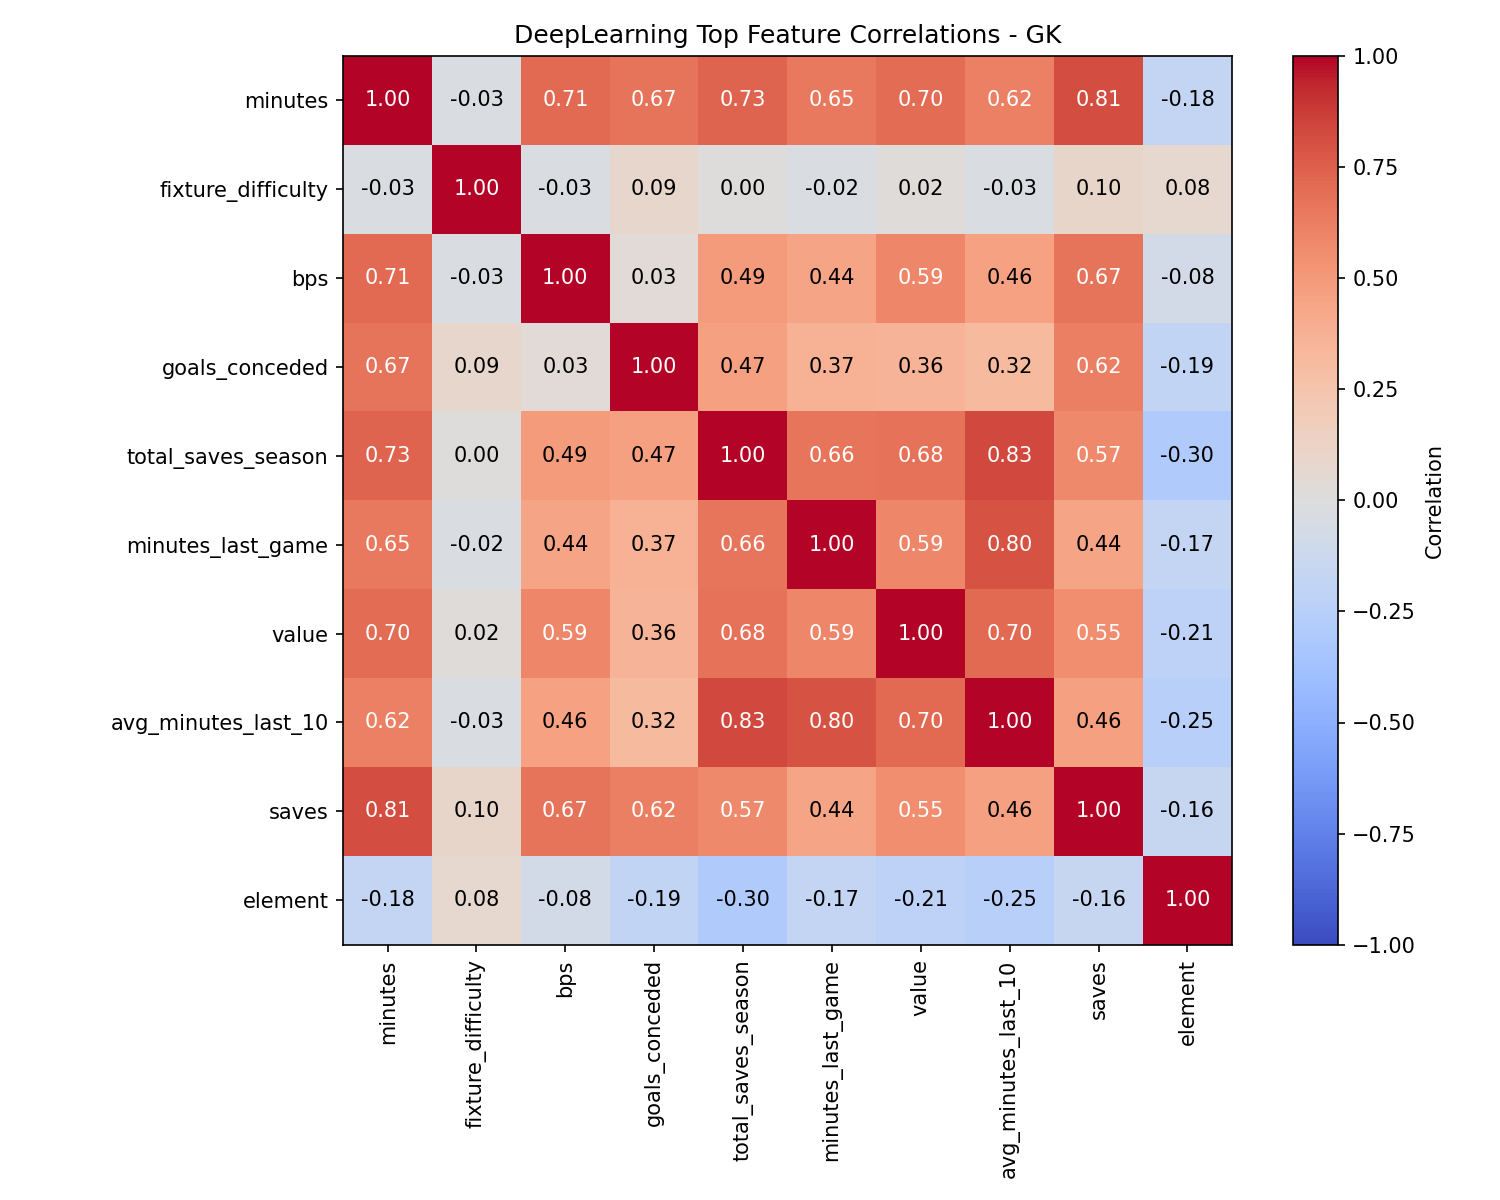 DeepLearning Top Feature Correlations - GK
minutes 1.00 -0.03 0.71 0.67 0.73 0.65 0.70 0.62 0.81 -0.18
fixture_difficulty -0.03 1.00 -0.03 0.09 0.00 -0.02 0.02 -0.03 0.10 0.08
bps 0.71 -0.03 1.00 0.03 0.49 0.44 0.59 0.46 0.67 -0.08
goals_conceded 0.67 0.09 0.03 1.00 0.47 0.37 0.36 0.32 0.62 -0.19
total_saves_season 0.73 0.00 0.49 0.47 1.00 0.66 0.68 0.83 0.57 -0.30
minutes_last_game 0.65 -0.02 0.44 0.37 0.66 1.00 0.59 0.80 0.44 -0.17
value 0.70 0.02 0.59 0.36 0.68 0.59 1.00 0.70 0.55 -0.21
avg_minutes_last_10 0.62 -0.03 0.46 0.32 0.83 0.80 0.70 1.00 0.46 -0.25
saves 0.81 0.10 0.67 0.62 0.57 0.44 0.55 0.46 1.00 -0.16
element -0.18 0.08 -0.08 -0.19 -0.30 -0.17 -0.21 -0.25 -0.16 1.00
minutes
fixture_difficulty
bps
goals_conceded
total_saves_season
minutes_last_game
value
avg_minutes_last_10
saves
element
1.00
0.75
0.50
0.25
0.00
−0.25
−0.50
−0.75
−1.00
Correlation